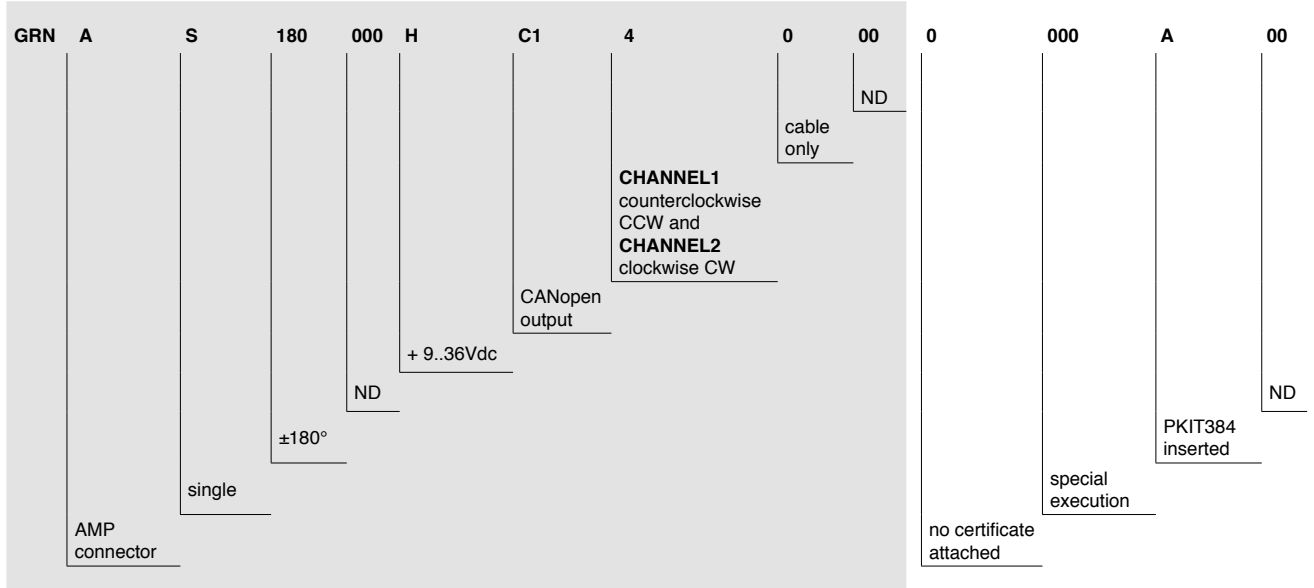 GRN A S 180 000 H C1 4 0 00 0 000 A 00
ND
cable
only
CHANNEL1
counterclockwise
CCW and
CHANNEL2
clockwise CW
CANopen
output
+ 9..36Vdc
ND
±180°
single
AMP
connector
ND
PKIT384
inserted
special
execution
no certificate
attached